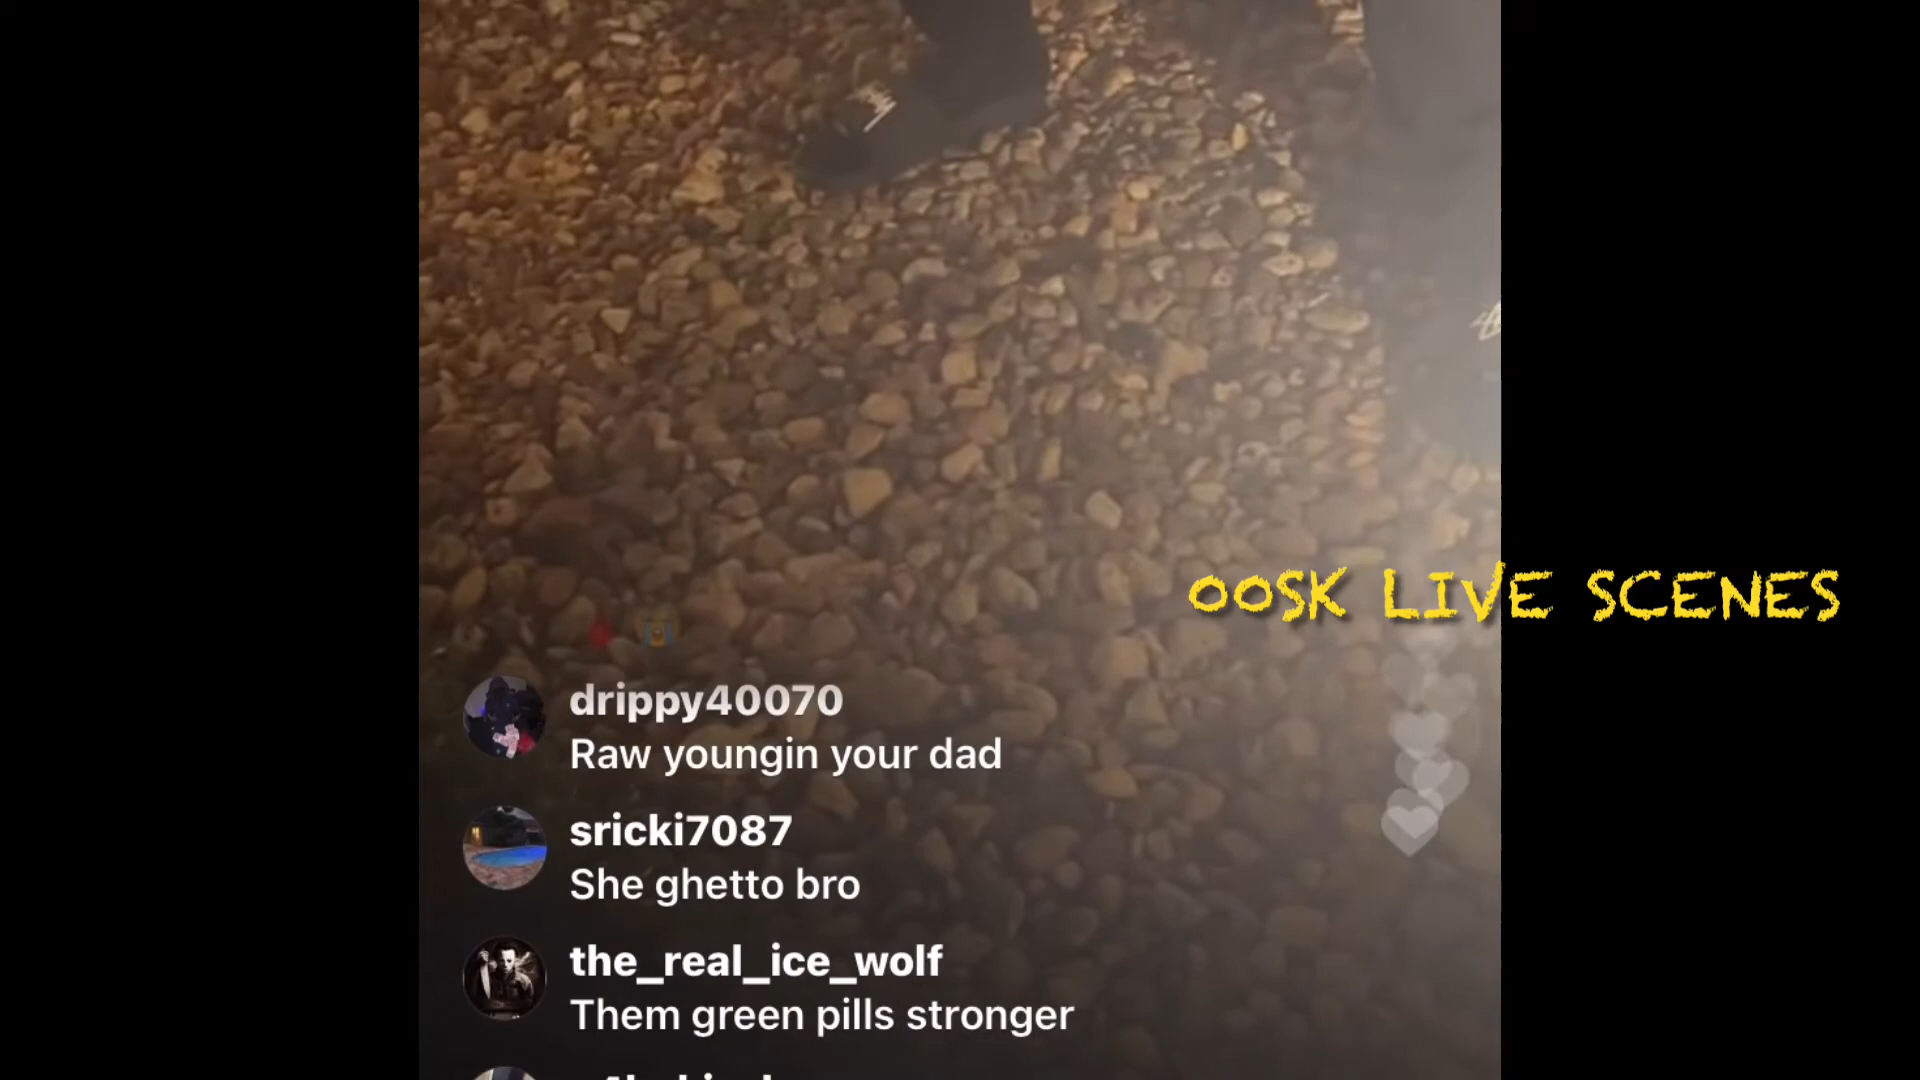 OOSK LIVE SCENES
drippy40070
Raw youngin your dad
sricki7087
She ghetto bro
the_real_ice_wolf
Them green pills stronger